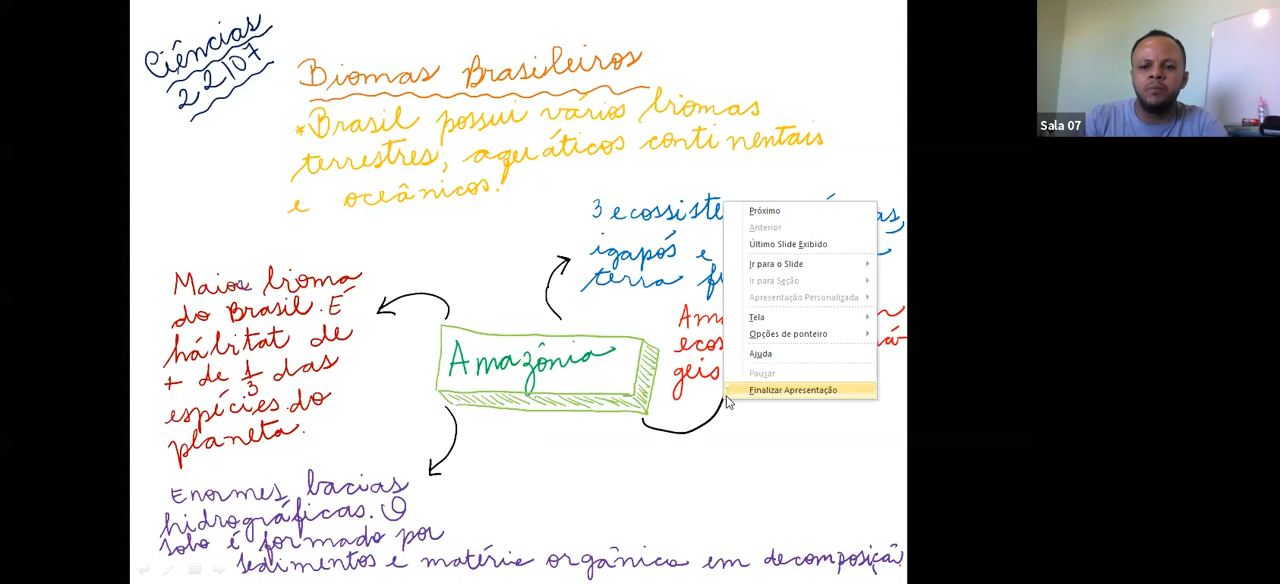 Ciências
22/07
Biomas Brasileiros
*Brasil possui vários biomas
terrestres, aquáticos continentais
e oceânicos.
3 ecossiste as,
igapós e
terra f
Maior bioma
do Brasil. É
hábitat de
+ de 1/3 das
espécies do
planeta.
Amazônia
Am
ecos
geis
Enormes bacias
hidrográficas. O
solo é formado por
sedimentos e matéria orgânica em decomposiçã
Próximo
Anterior
Último Slide Exibido
Ir para o Slide
Ir para Seção
Apresentação Personalizada
Tela
Opções de ponteiro
Ajuda
Pausar
Finalizar Apresentação
Sala 07